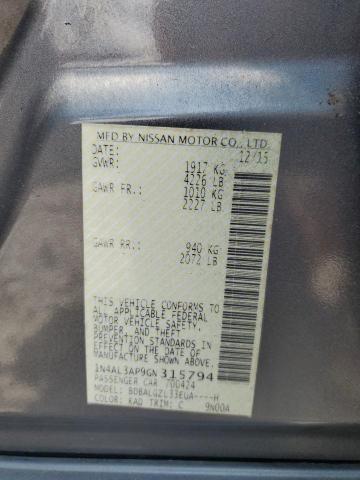 MFD BY NISSAN MOTOR CO., LTD.
DATE: 12/15
GVWR: 1917 KG
4226 LB
GAWR FR.: 1010 KG
2227 LB
GAWR RR.: 940 KG
2072 LB
THIS VEHICLE CONFORMS TO
ALL APPLICABLE FEDERAL
MOTOR VEHICLE SAFETY,
BUMPER, AND THEFT
PREVENTION STANDARDS IN
EFFECT ON THE DATE OF
MANUFACTURE SHOWN ABOVE.
1N4AL3AP9GN315794
PASSENGER CAR 700424
MODEL: BDBALGZL33EUA----H
COLOR: KAD TRIM: C 9N00A